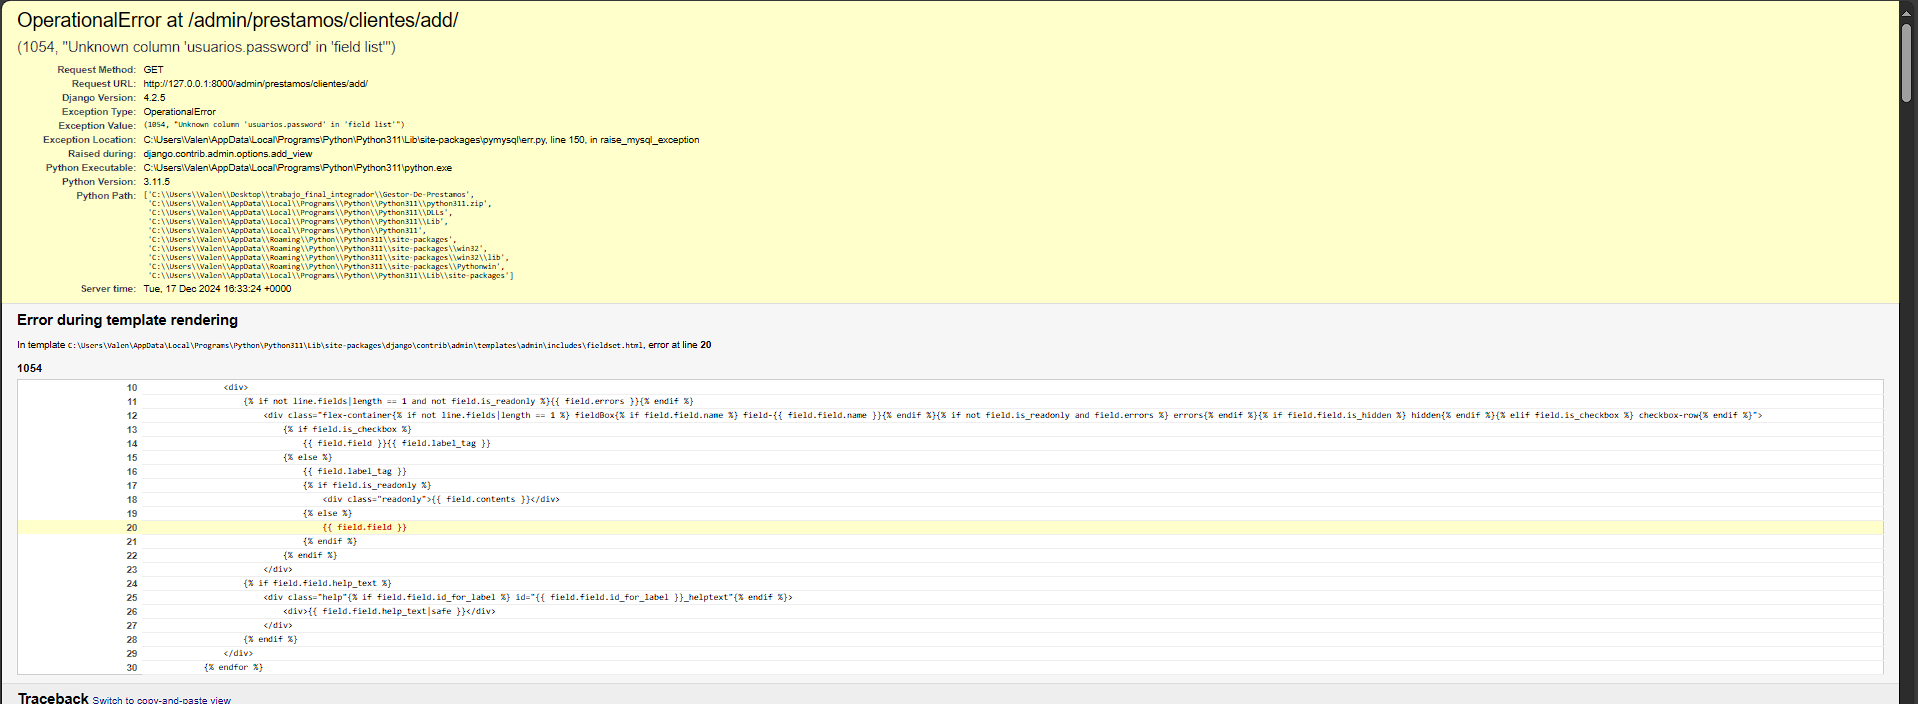 OperationalError at /admin/prestamos/clientes/add/
(1054, "Unknown column 'usuarios.password' in 'field list'")
Request Method: GET
Request URL: http://127.0.0.1:8000/admin/prestamos/clientes/add/
Django Version: 4.2.5
Exception Type: OperationalError
Exception Value: (1054, "Unknown column 'usuarios.password' in 'field list'")
Exception Location: C:\Users\Valen\AppData\Local\Programs\Python\Python311\Lib\site-packages\pymysql\err.py, line 150, in raise_mysql_exception
Raised during: django.contrib.admin.options.add_view
Python Executable: C:\Users\Valen\AppData\Local\Programs\Python\Python311\python.exe
Python Version: 3.11.5
Python Path: ['C:\\Users\\Valen\\Desktop\\trabajo_final_integrador\\Gestor-De-Prestamos',
'C:\\Users\\Valen\\AppData\\Local\\Programs\\Python\\Python311\\python311.zip',
'C:\\Users\\Valen\\AppData\\Local\\Programs\\Python\\Python311\\DLLs',
'C:\\Users\\Valen\\AppData\\Local\\Programs\\Python\\Python311\\Lib',
'C:\\Users\\Valen\\AppData\\Local\\Programs\\Python\\Python311',
'C:\\Users\\Valen\\AppData\\Roaming\\Python\\Python311\\site-packages',
'C:\\Users\\Valen\\AppData\\Roaming\\Python\\Python311\\site-packages\\win32',
'C:\\Users\\Valen\\AppData\\Roaming\\Python\\Python311\\site-packages\\win32\\lib',
'C:\\Users\\Valen\\AppData\\Roaming\\Python\\Python311\\site-packages\\Pythonwin',
'C:\\Users\\Valen\\AppData\\Local\\Programs\\Python\\Python311\\Lib\\site-packages']
Server time: Tue, 17 Dec 2024 16:33:24 +0000
Error during template rendering
In template C:\Users\Valen\AppData\Local\Programs\Python\Python311\Lib\site-packages\django\contrib\admin\templates\admin\includes\fieldset.html, error at line 20
1054
10 <div>
11 {% if not line.fields|length == 1 and not field.is_readonly %}{{ field.errors }}{% endif %}
12 <div class="flex-container{% if not line.fields|length == 1 %} fieldBox{% if field.field.name %} field-{{ field.field.name }}{% endif %}{% if not field.is_readonly and field.errors %} errors{% endif %}{% if field.field.is_hidden %} hidden{% endif %}{% elif field.is_checkbox %} checkbox-row{% endif %}">
13 {% if field.is_checkbox %}
14 {{ field.field }}{{ field.label_tag }}
15 {% else %}
16 {{ field.label_tag }}
17 {% if field.is_readonly %}
18 <div class="readonly">{{ field.contents }}</div>
19 {% else %}
20 {{ field.field }}
21 {% endif %}
22 {% endif %}
23 </div>
24 {% if field.field.help_text %}
25 <div class="help"{% if field.field.id_for_label %} id="{{ field.field.id_for_label }}_helptext"{% endif %}>
26 <div>{{ field.field.help_text|safe }}</div>
27 </div>
28 {% endif %}
29 </div>
30 {% endfor %}
Traceback Switch to copy-and-paste view